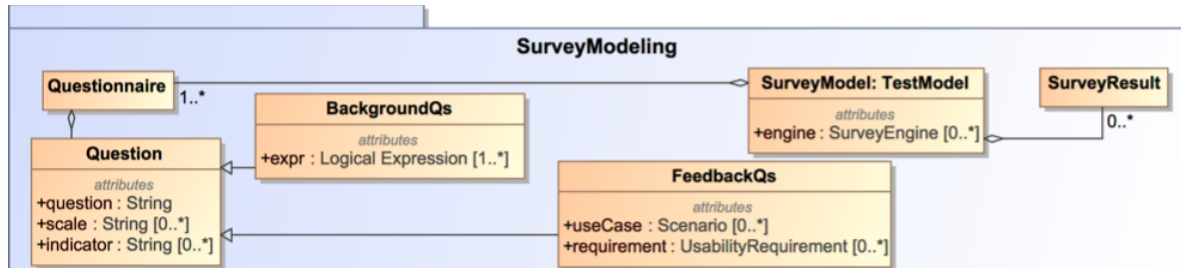 SurveyModeling
Questionnaire
1..*
BackgroundQs
attributes
+expr : Logical Expression [1..*]
SurveyModel: TestModel
attributes
+engine : SurveyEngine [0..*]
SurveyResult
0..*
Question
attributes
+question : String
+scale : String [0..*]
+indicator : String [0..*]
FeedbackQs
attributes
+useCase : Scenario [0..*]
+requirement : UsabilityRequirement [0..*]